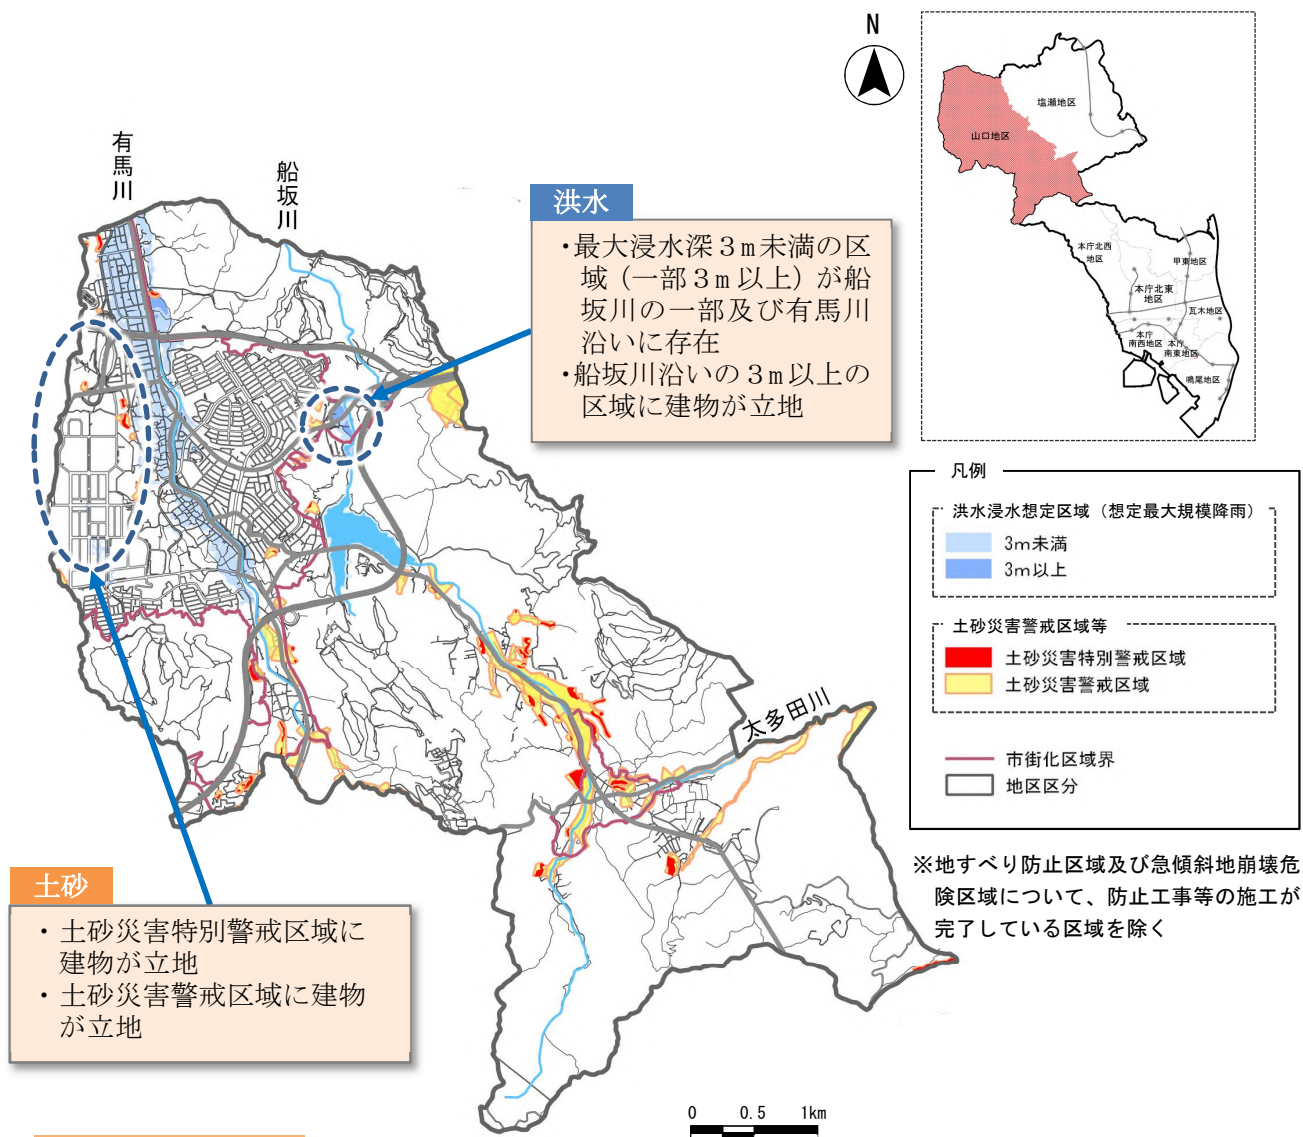 有馬川
船坂川
洪水
・最大浸水深3m未満の区
域（一部3m以上）が船
坂川の一部及び有馬川
沿いに存在
・船坂川沿いの3m以上の
区域に建物が立地
N
塩瀬地区
山口地区
本庁北西
地区
甲東地区
本庁北東
地区
瓦木地区
本庁
南西地区
本庁
南東地区
鳴尾地区
凡例
洪水浸水想定区域（想定最大規模降雨）
3m未満
3m以上
土砂災害警戒区域等
土砂災害特別警戒区域
土砂災害警戒区域
市街化区域界
地区区分
※地すべり防止区域及び急傾斜地崩壊危
険区域について、防止工事等の施工が
完了している区域を除く
太多田川
土砂
・土砂災害特別警戒区域に
建物が立地
・土砂災害警戒区域に建物
が立地
0 0.5 1km